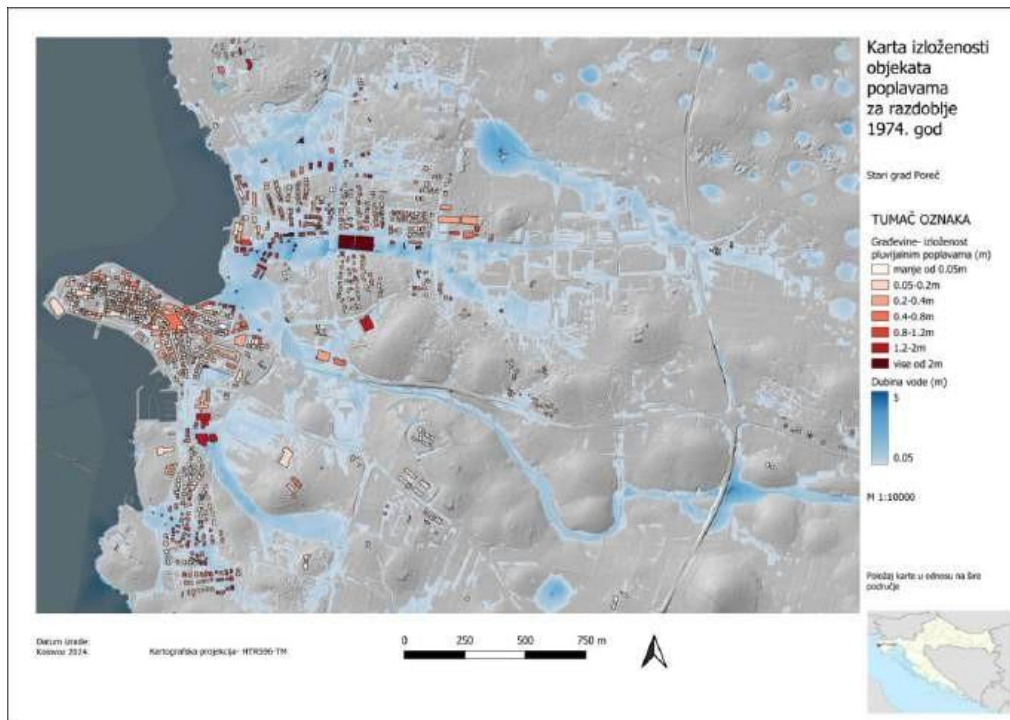 Karta izloženosti
objekata
poplavama
za razdoblje
1974. god
Stari grad Poreč
TUMAČ OZNAKA
Građevine- izloženost
pluvijalnim poplavama (m)
manje od 0.05m
0.05-0.2m
0.2-0.4m
0.4-0.8m
0.8-1.2m
1.2-2m
vise od 2m
Dubina vode (m)
5
0.05
M 1:10000
Položaj karte u odnosu na šire
područje
Datum izrade:
Kolovoz 2024.
Kartografska projekcija- HTRS96-TM
0 250 500 750 m